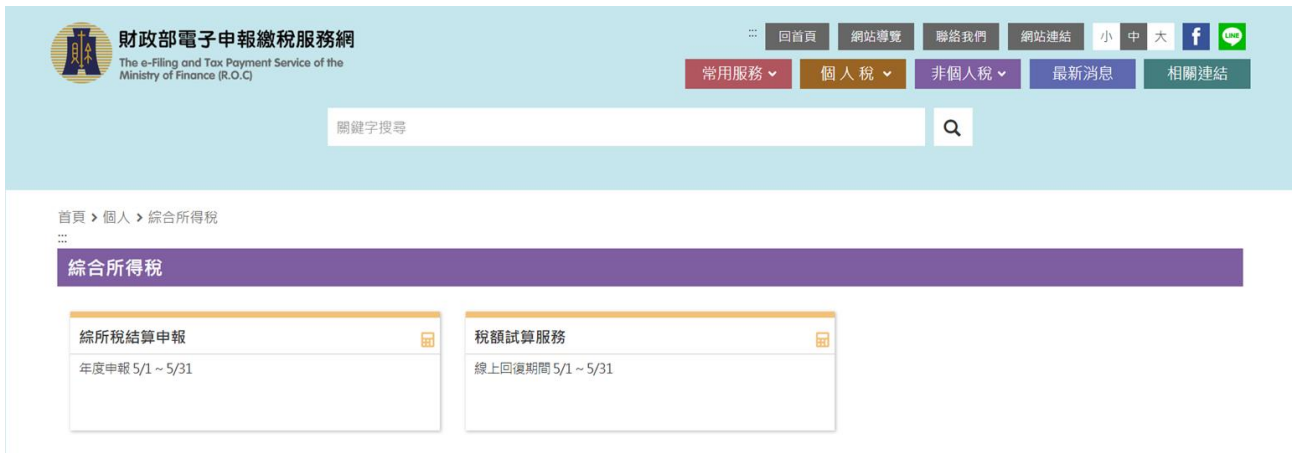 財政部電子申報繳稅服務網
The e-Filing and Tax Payment Service of the
Ministry of Finance (R.O.C)
:::
回首頁
網站導覽
聯絡我們
網站連結
小 中 大
f
LINE
常用服務
個人稅
非個人稅
最新消息
相關連結
關鍵字搜尋
首頁 > 個人 > 綜合所得稅
:::
綜合所得稅
綜所稅結算申報
年度申報 5/1 ~ 5/31
稅額試算服務
線上回復期間 5/1 ~ 5/31